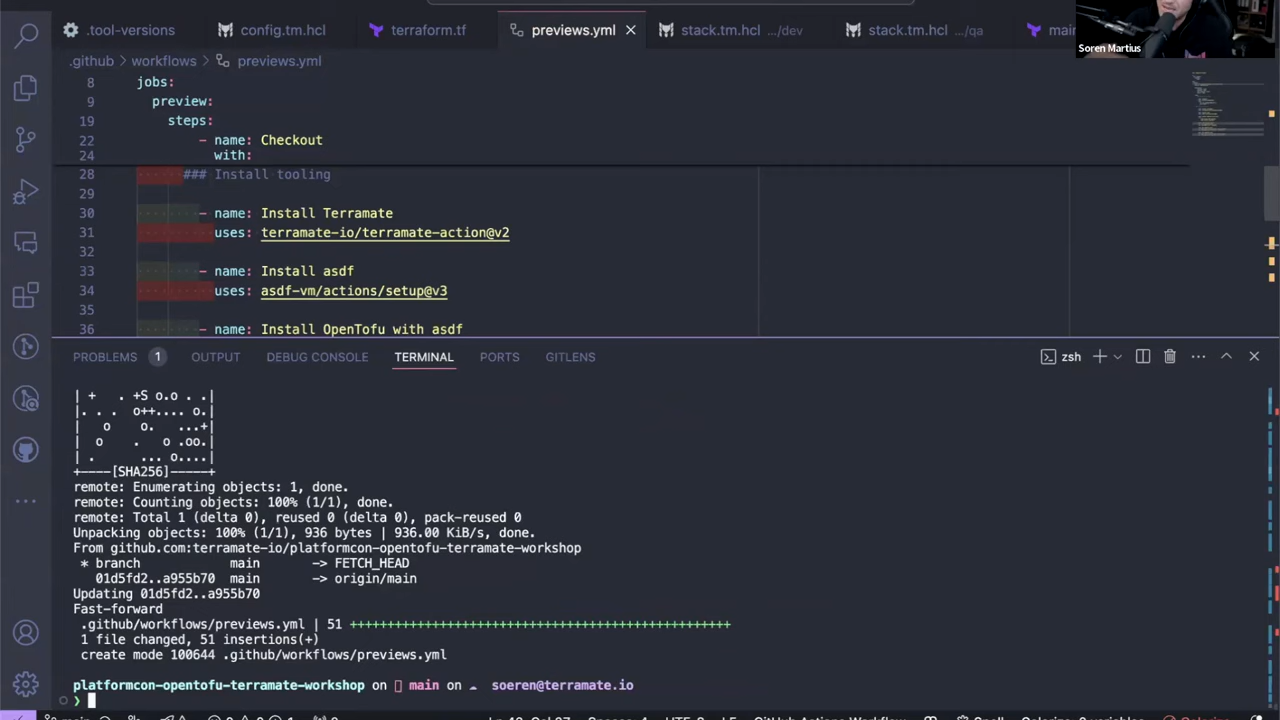 .tool-versions config.tm.hcl terraform.tf previews.yml stack.tm.hcl .../dev stack.tm.hcl .../qa
Soren Martius
.github > workflows > previews.yml
8 jobs:
9 preview:
19 steps:
22 - name: Checkout
24 with:
28 ### Install tooling
29
30 - name: Install Terramate
31 uses: terramate-io/terramate-action@v2
32
33 - name: Install asdf
34 uses: asdf-vm/actions/setup@v3
35
36 - name: Install OpenTofu with asdf
PROBLEMS 1 OUTPUT DEBUG CONSOLE TERMINAL PORTS GITLENS zsh
| + . +S o.o . .|
|. . . o++.... o.|
| o o. ...+|
| o . o .oo.|
| . ... o....|
+----[SHA256]-----+
remote: Enumerating objects: 1, done.
remote: Counting objects: 100% (1/1), done.
remote: Total 1 (delta 0), reused 0 (delta 0), pack-reused 0
Unpacking objects: 100% (1/1), 936 bytes | 936.00 KiB/s, done.
From github.com:terramate-io/platformcon-opentofu-terramate-workshop
* branch main -> FETCH_HEAD
01d5fd2..a955b70 main -> origin/main
Updating 01d5fd2..a955b70
Fast-forward
.github/workflows/previews.yml | 51 +++++++++++++++++++++++++++++++++++++++++++++++++++
1 file changed, 51 insertions(+)
create mode 100644 .github/workflows/previews.yml
platformcon-opentofu-terramate-workshop on main on soeren@terramate.io
❯